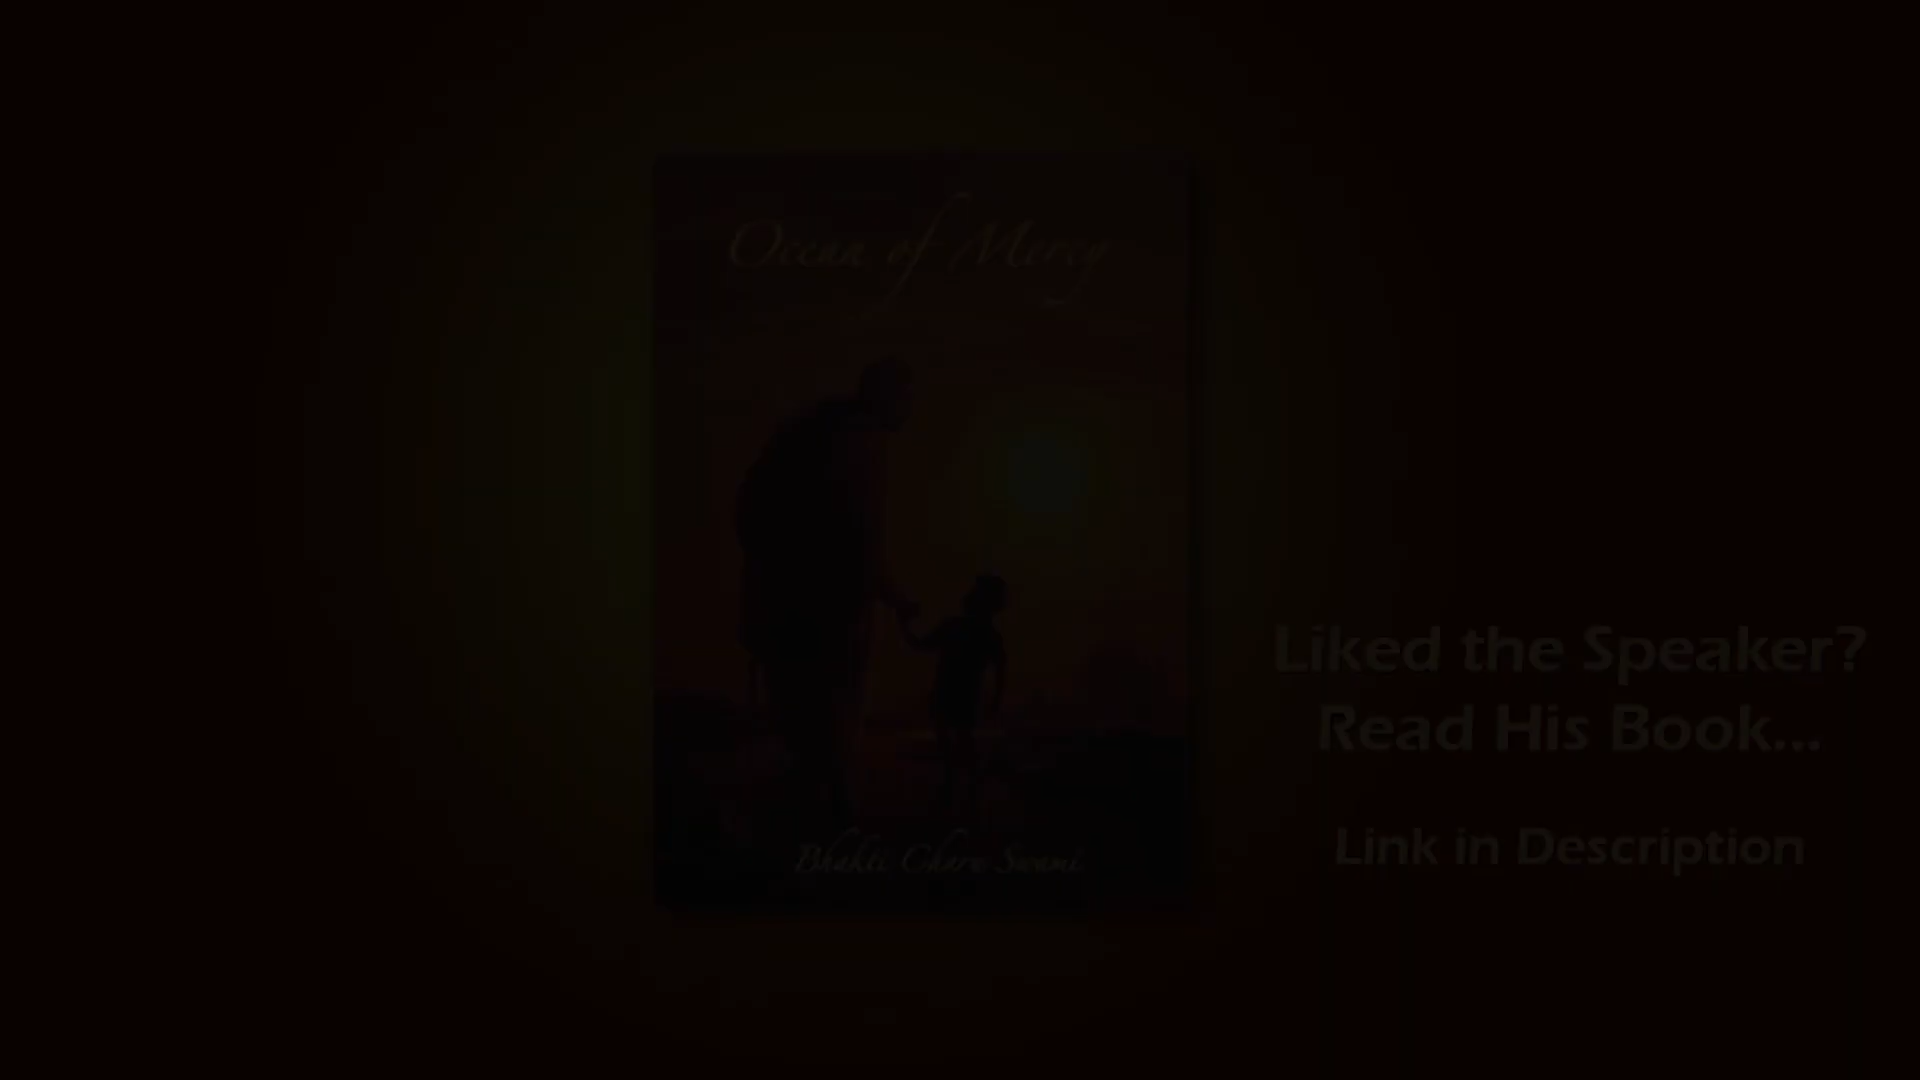 Ocean of Mercy
Liked the Speaker?
Read His Book...
Link in Description
Bhakti Charu Swami